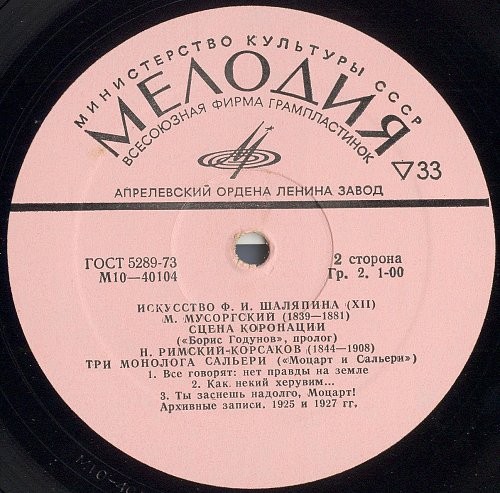 МИНИСТЕРСТВО КУЛЬТУРЫ СССР
МЕЛОДИЯ
ВСЕСОЮЗНАЯ ФИРМА ГРАМПЛАСТИНОК
▽33
АПРЕЛЕВСКИЙ ОРДЕНА ЛЕНИНА ЗАВОД
ГОСТ 5289-73
М10—40104
2 сторона
Гр. 2. 1-00
ИСКУССТВО Ф. И. ШАЛЯПИНА (XII)
М. МУСОРГСКИЙ (1839—1881)
СЦЕНА КОРОНАЦИИ
(«Борис Годунов», пролог)
Н. РИМСКИЙ-КОРСАКОВ (1844—1908)
ТРИ МОНОЛОГА САЛЬЕРИ («Моцарт и Сальери»)
1. Все говорят: нет правды на земле
2. Как некий херувим...
3. Ты заснешь надолго, Моцарт!
Архивные записи. 1925 и 1927 гг.